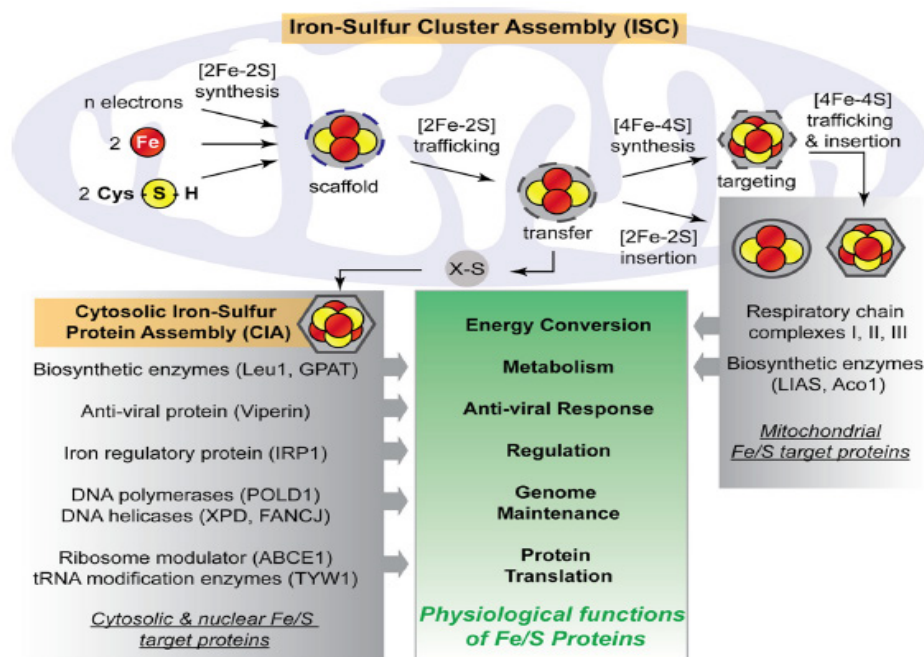 Iron-Sulfur Cluster Assembly (ISC)
n electrons
2 Fe
2 Cys - S - H
[2Fe-2S]
synthesis
scaffold
[2Fe-2S]
trafficking
transfer
[4Fe-4S]
synthesis
[2Fe-2S]
insertion
targeting
[4Fe-4S]
trafficking
& insertion
X-S
Cytosolic Iron-Sulfur
Protein Assembly (CIA)
Biosynthetic enzymes (Leu1, GPAT)
Anti-viral protein (Viperin)
Iron regulatory protein (IRP1)
DNA polymerases (POLD1)
DNA helicases (XPD, FANCJ)
Ribosome modulator (ABCE1)
tRNA modification enzymes (TYW1)
Cytosolic & nuclear Fe/S
target proteins
Energy Conversion
Metabolism
Anti-viral Response
Regulation
Genome
Maintenance
Protein
Translation
Physiological functions
of Fe/S Proteins
Respiratory chain
complexes I, II, III
Biosynthetic enzymes
(LIAS, Aco1)
Mitochondrial
Fe/S target proteins